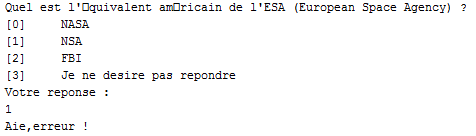 Quel est l'□quivalent am□ricain de l'ESA (European Space Agency) ?
[0] NASA
[1] NSA
[2] FBI
[3] Je ne desire pas repondre
Votre reponse :
1
Aie,erreur !